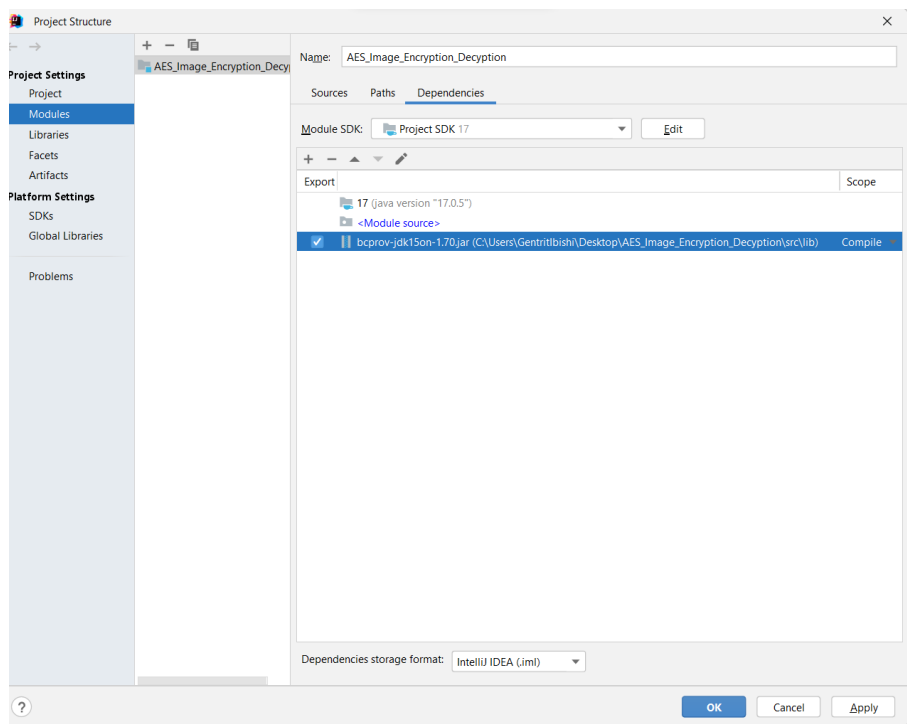 Project Structure
Project Settings
Project
Modules
Libraries
Facets
Artifacts
Platform Settings
SDKs
Global Libraries
Problems
AES_Image_Encryption_Decy
Name: AES_Image_Encryption_Decyption
Sources Paths Dependencies
Module SDK: Project SDK 17 Edit
Export Scope
17 (java version "17.0.5")
<Module source>
bcprov-jdk15on-1.70.jar (C:\Users\GentritIbishi\Desktop\AES_Image_Encryption_Decyption\src\lib) Compile
Dependencies storage format: IntelliJ IDEA (.iml)
? OK Cancel Apply